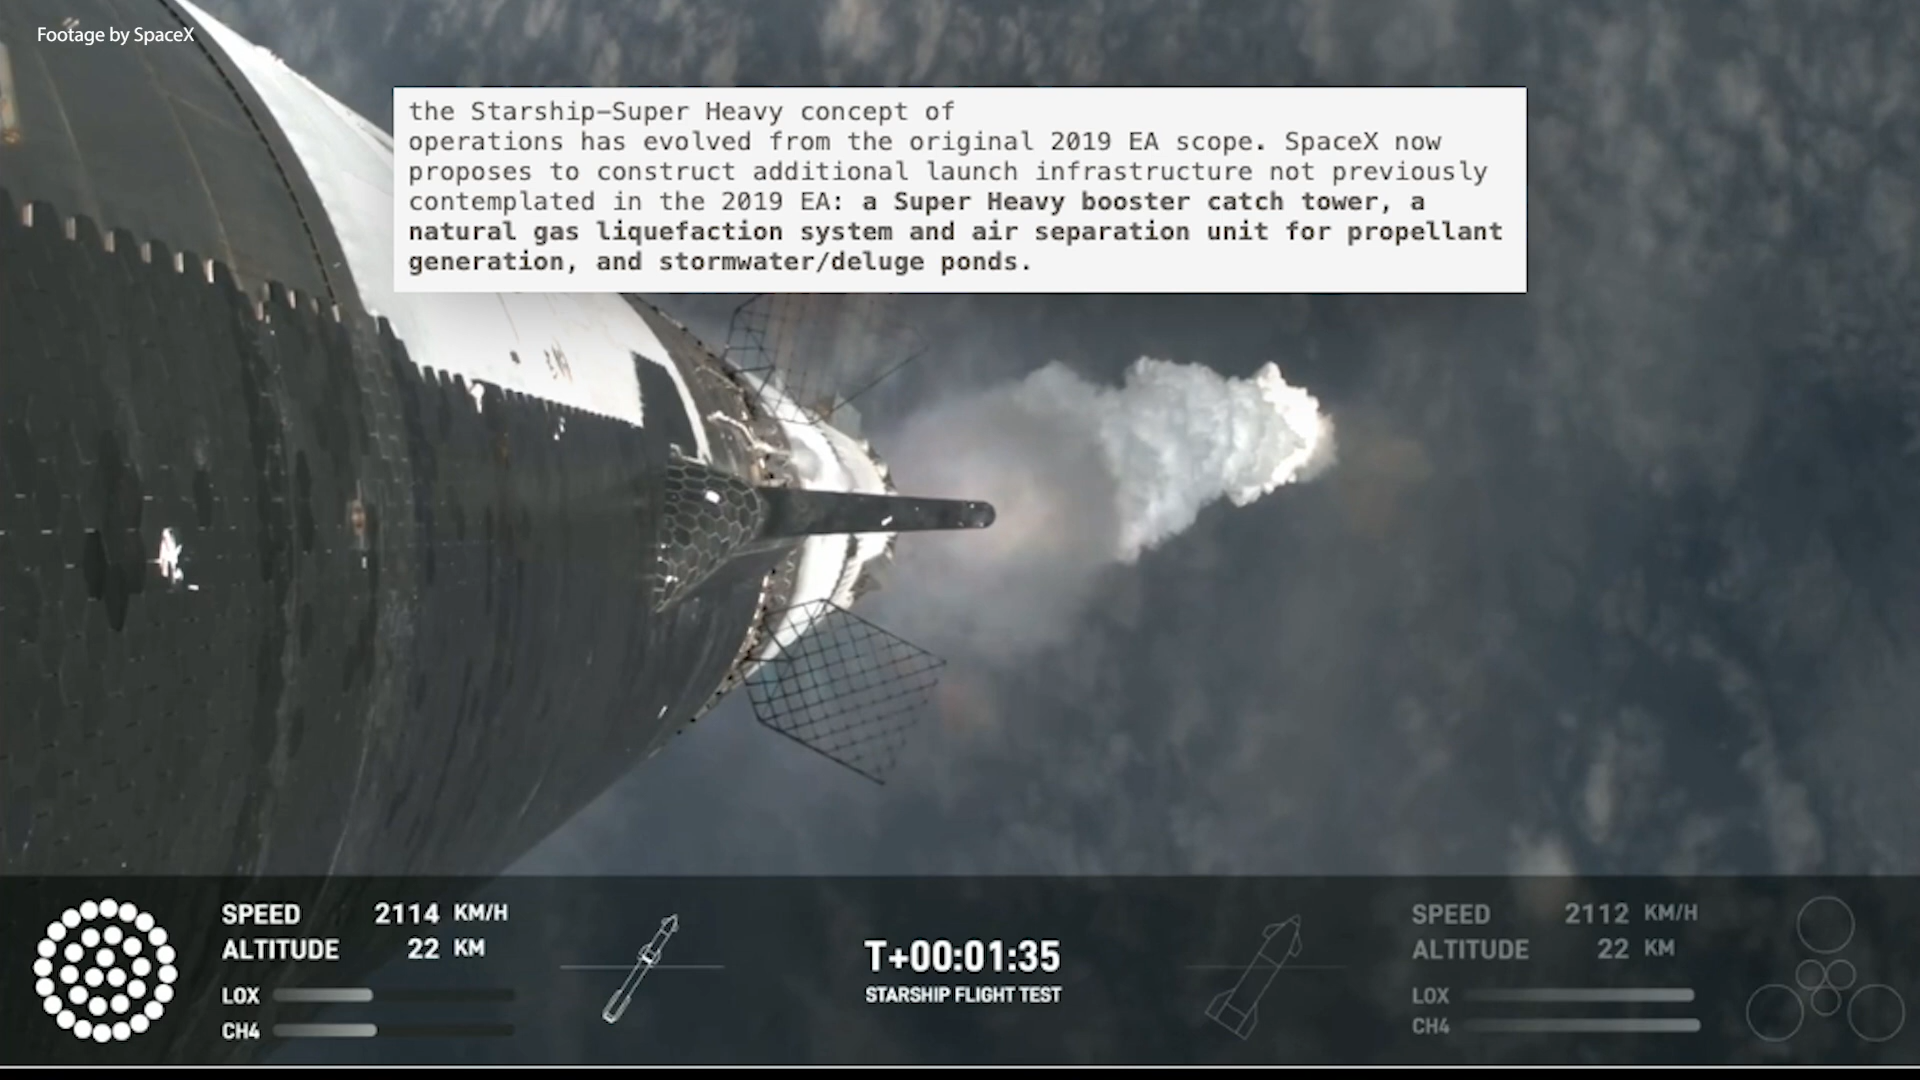 Footage by SpaceX
the Starship–Super Heavy concept of
operations has evolved from the original 2019 EA scope. SpaceX now
proposes to construct additional launch infrastructure not previously
contemplated in the 2019 EA: a Super Heavy booster catch tower, a
natural gas liquefaction system and air separation unit for propellant
generation, and stormwater/deluge ponds.
SPEED 2114 KM/H
ALTITUDE 22 KM
LOX
CH4
T+00:01:35
STARSHIP FLIGHT TEST
SPEED 2112 KM/H
ALTITUDE 22 KM
LOX
CH4